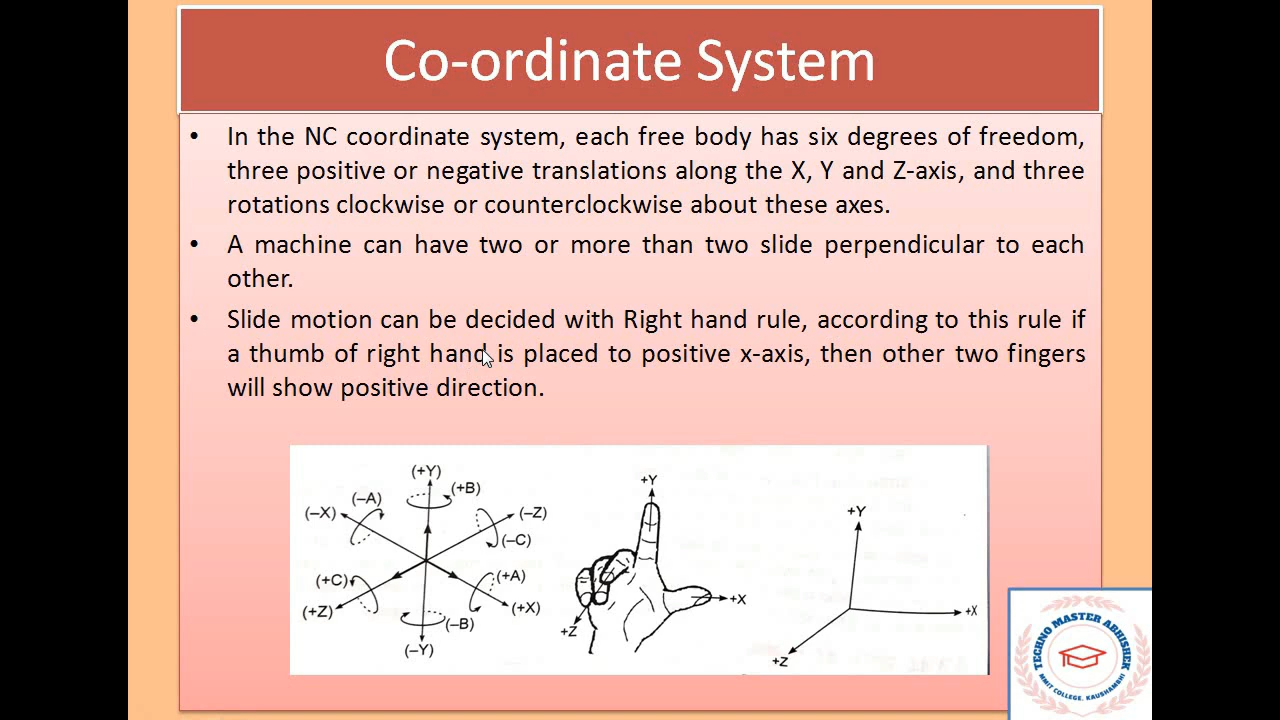 Co-ordinate System
• In the NC coordinate system, each free body has six degrees of freedom,
three positive or negative translations along the X, Y and Z-axis, and three
rotations clockwise or counterclockwise about these axes.
• A machine can have two or more than two slide perpendicular to each
other.
• Slide motion can be decided with Right hand rule, according to this rule if
a thumb of right hand is placed to positive x-axis, then other two fingers
will show positive direction.
(+Y)
(+B)
(–A)
(–X)
(–Z)
(–C)
(+C)
(+A)
(+Z)
(+X)
(–B)
(–Y)
+Y
+X
+Z
+Y
+X
+Z
TECHNO MASTER ABHISHEK
MMIT COLLEGE, KAUSHAMBHI